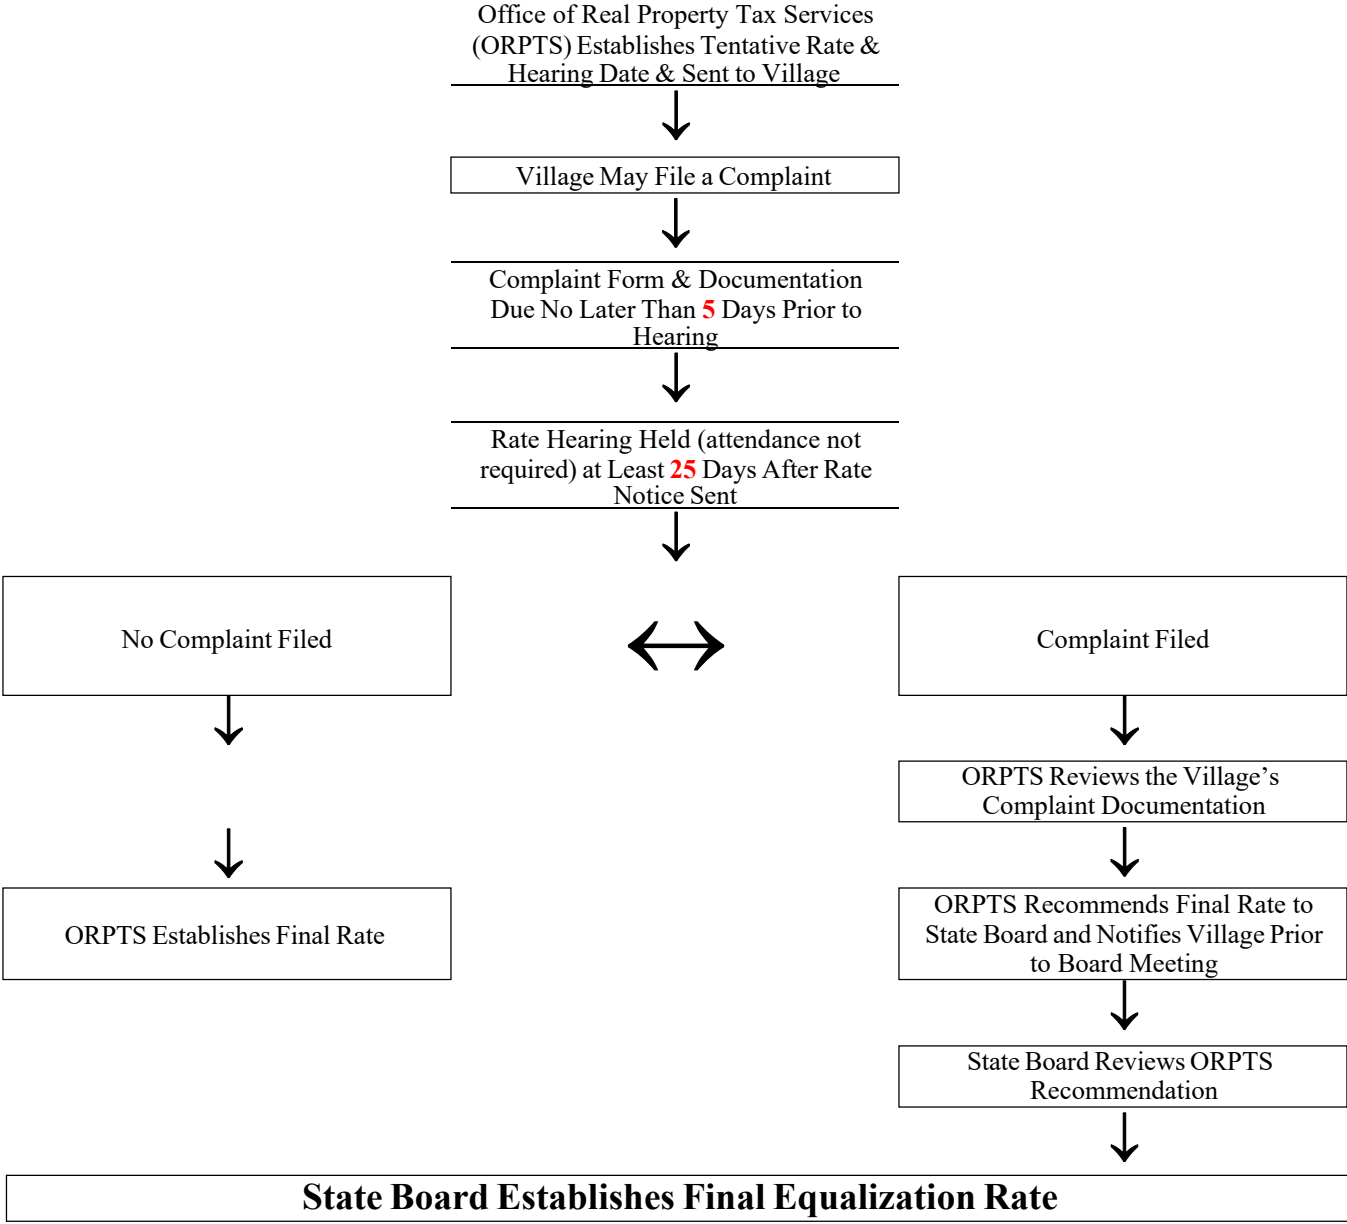 Office of Real Property Tax Services
(ORPTS) Establishes Tentative Rate &
Hearing Date & Sent to Village
Village May File a Complaint
Complaint Form & Documentation
Due No Later Than 5 Days Prior to
Hearing
Rate Hearing Held (attendance not
required) at Least 25 Days After Rate
Notice Sent
No Complaint Filed
Complaint Filed
ORPTS Reviews the Village’s
Complaint Documentation
ORPTS Establishes Final Rate
ORPTS Recommends Final Rate to
State Board and Notifies Village Prior
to Board Meeting
State Board Reviews ORPTS
Recommendation
State Board Establishes Final Equalization Rate